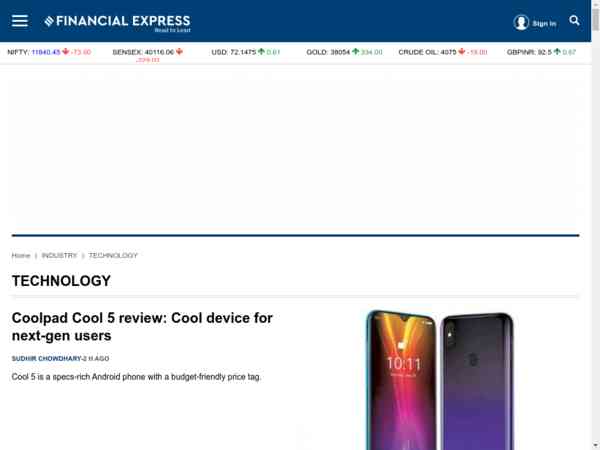 FINANCIAL EXPRESS
Read to Lead
Sign in
NIFTY: 11840.45 -73.60
SENSEX: 40116.06
USD: 72.1475 0.61
GOLD: 38054 334.00
CRUDE OIL: 4075 -19.00
GBPINR: 92.5 0.67
Home | INDUSTRY | TECHNOLOGY
TECHNOLOGY
Coolpad Cool 5 review: Cool device for
next-gen users
SUDHIR CHOWDHARY-2 H AGO
Cool 5 is a specs-rich Android phone with a budget-friendly price tag.
10:11
10:11